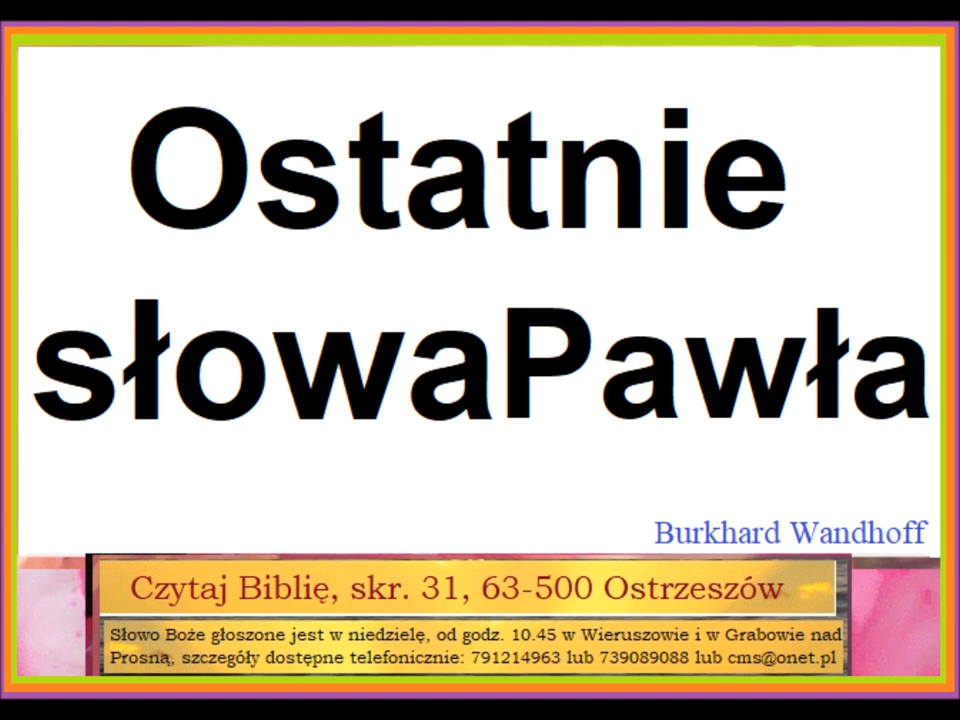 Ostatnie
słowaPawła
Burkhard Wandhoff
Czytaj Biblię, skr. 31, 63-500 Ostrzeszów
Słowo Boże głoszone jest w niedzielę, od godz. 10.45 w Wieruszowie i w Grabowie nad
Prosną, szczegóły dostępne telefonicznie: 791214963 lub 739089088 lub cms@onet.pl